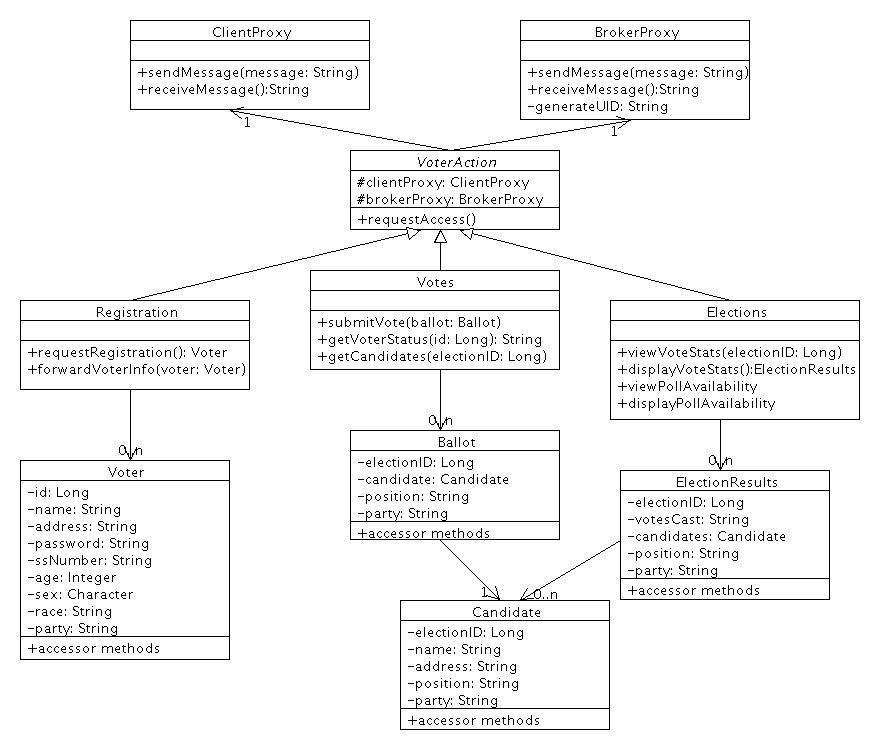 ClientProxy
+sendMessage(message: String)
+receiveMessage():String
BrokerProxy
+sendMessage(message: String)
+receiveMessage():String
-generateUID: String
1
1
VoterAction
#clientProxy: ClientProxy
#brokerProxy: BrokerProxy
+requestAccess()
Registration
+requestRegistration(): Voter
+forwardVoterInfo(voter: Voter)
Votes
+submitVote(ballot: Ballot)
+getVoterStatus(id: Long): String
+getCandidates(electionID: Long)
Elections
+viewVoteStats(electionID: Long)
+displayVoteStats():ElectionResults
+viewPollAvailability
+displayPollAvailability
0..n
0..n
0..n
Voter
-id: Long
-name: String
-address: String
-password: String
-ssNumber: String
-age: Integer
-sex: Character
-race: String
-party: String
+accessor methods
Ballot
-electionID: Long
-candidate: Candidate
-position: String
-party: String
+accessor methods
ElectionResults
-electionID: Long
-votesCast: String
-candidates: Candidate
-position: String
-party: String
+accessor methods
1
0..n
Candidate
-electionID: Long
-name: String
-address: String
-position: String
-party: String
+accessor methods